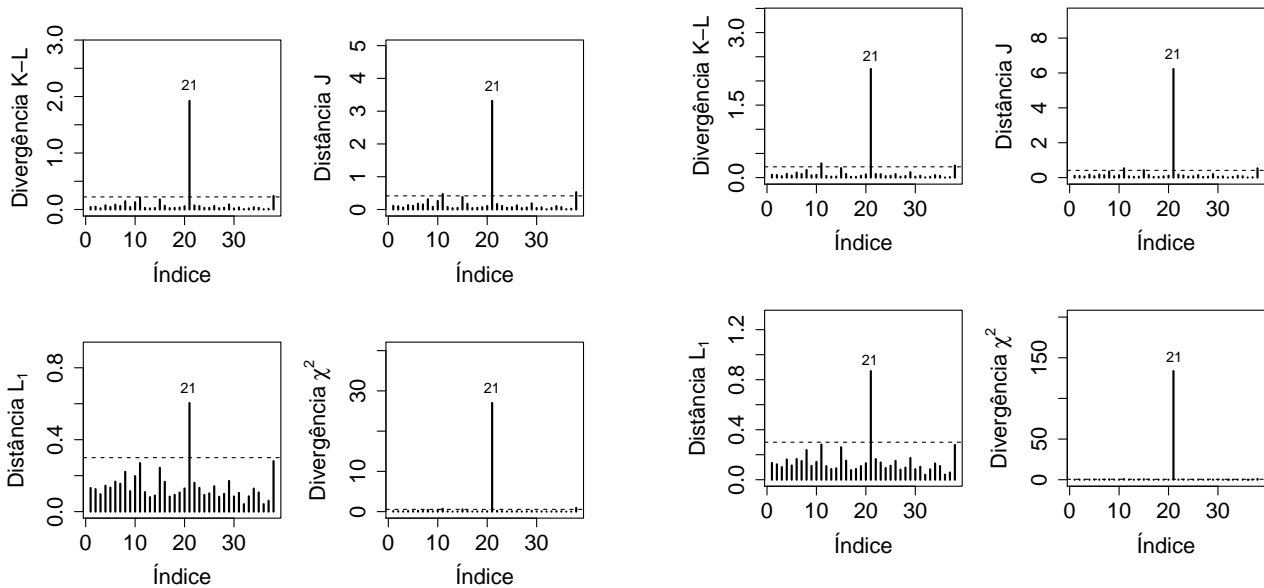 Divergência K−L
0.0 1.0 2.0 3.0
21
0 10 20 30
Índice
Distância J
0 1 2 3 4 5
21
0 10 20 30
Índice
Divergência K−L
0.0 1.5 3.0
21
0 10 20 30
Índice
Distância J
0 2 4 6 8
21
0 10 20 30
Índice
Distância L₁
0.0 0.4 0.8
21
0 10 20 30
Índice
Divergência χ²
0 10 30
21
0 10 20 30
Índice
Distância L₁
0.0 0.4 0.8 1.2
21
0 10 20 30
Índice
Divergência χ²
0 50 150
21
0 10 20 30
Índice